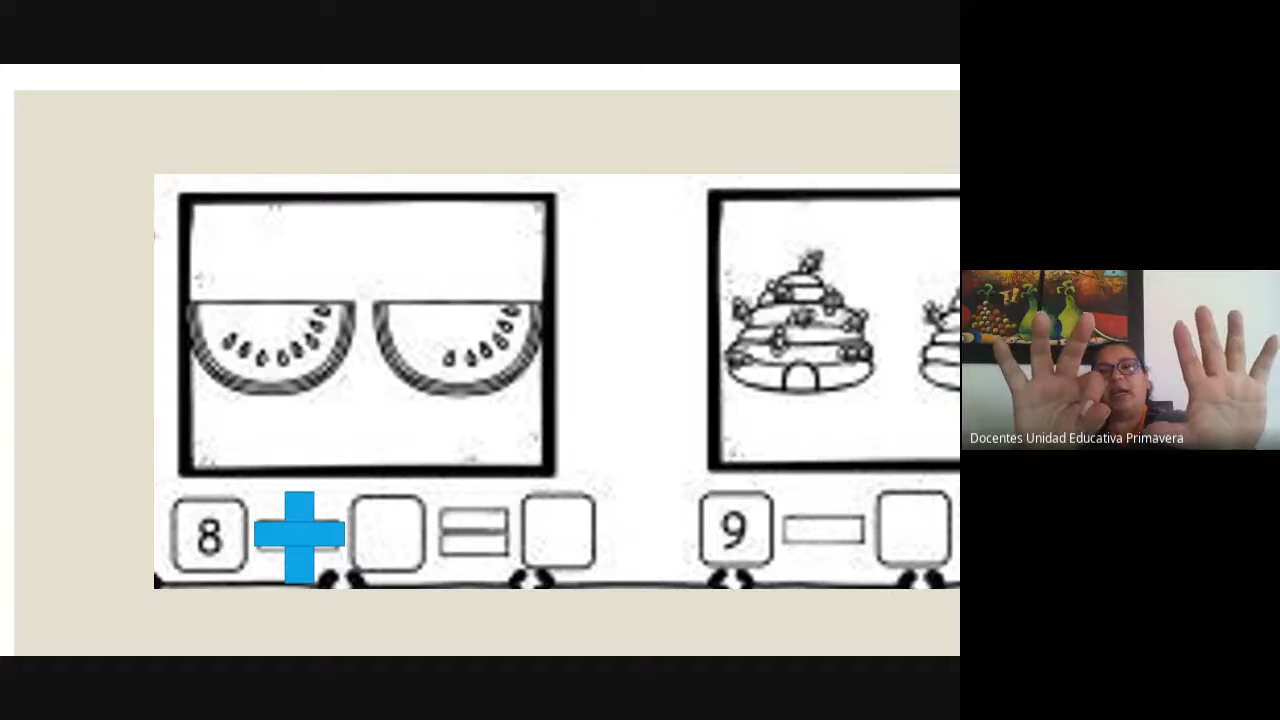 8 + =
9 -
Docentes Unidad Educativa Primavera